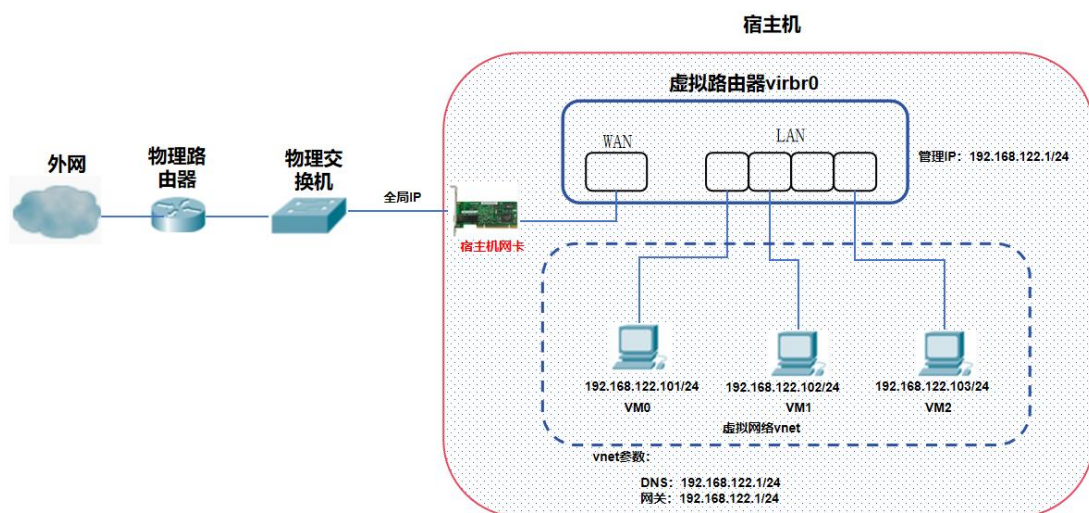 宿主机
虚拟路由器virbr0
WAN
LAN
管理IP：192.168.122.1/24
外网
物理路
由器
物理交
换机
全局IP
宿主机网卡
192.168.122.101/24
VM0
192.168.122.102/24
VM1
192.168.122.103/24
VM2
虚拟网络vnet
vnet参数：
DNS：192.168.122.1/24
网关：192.168.122.1/24